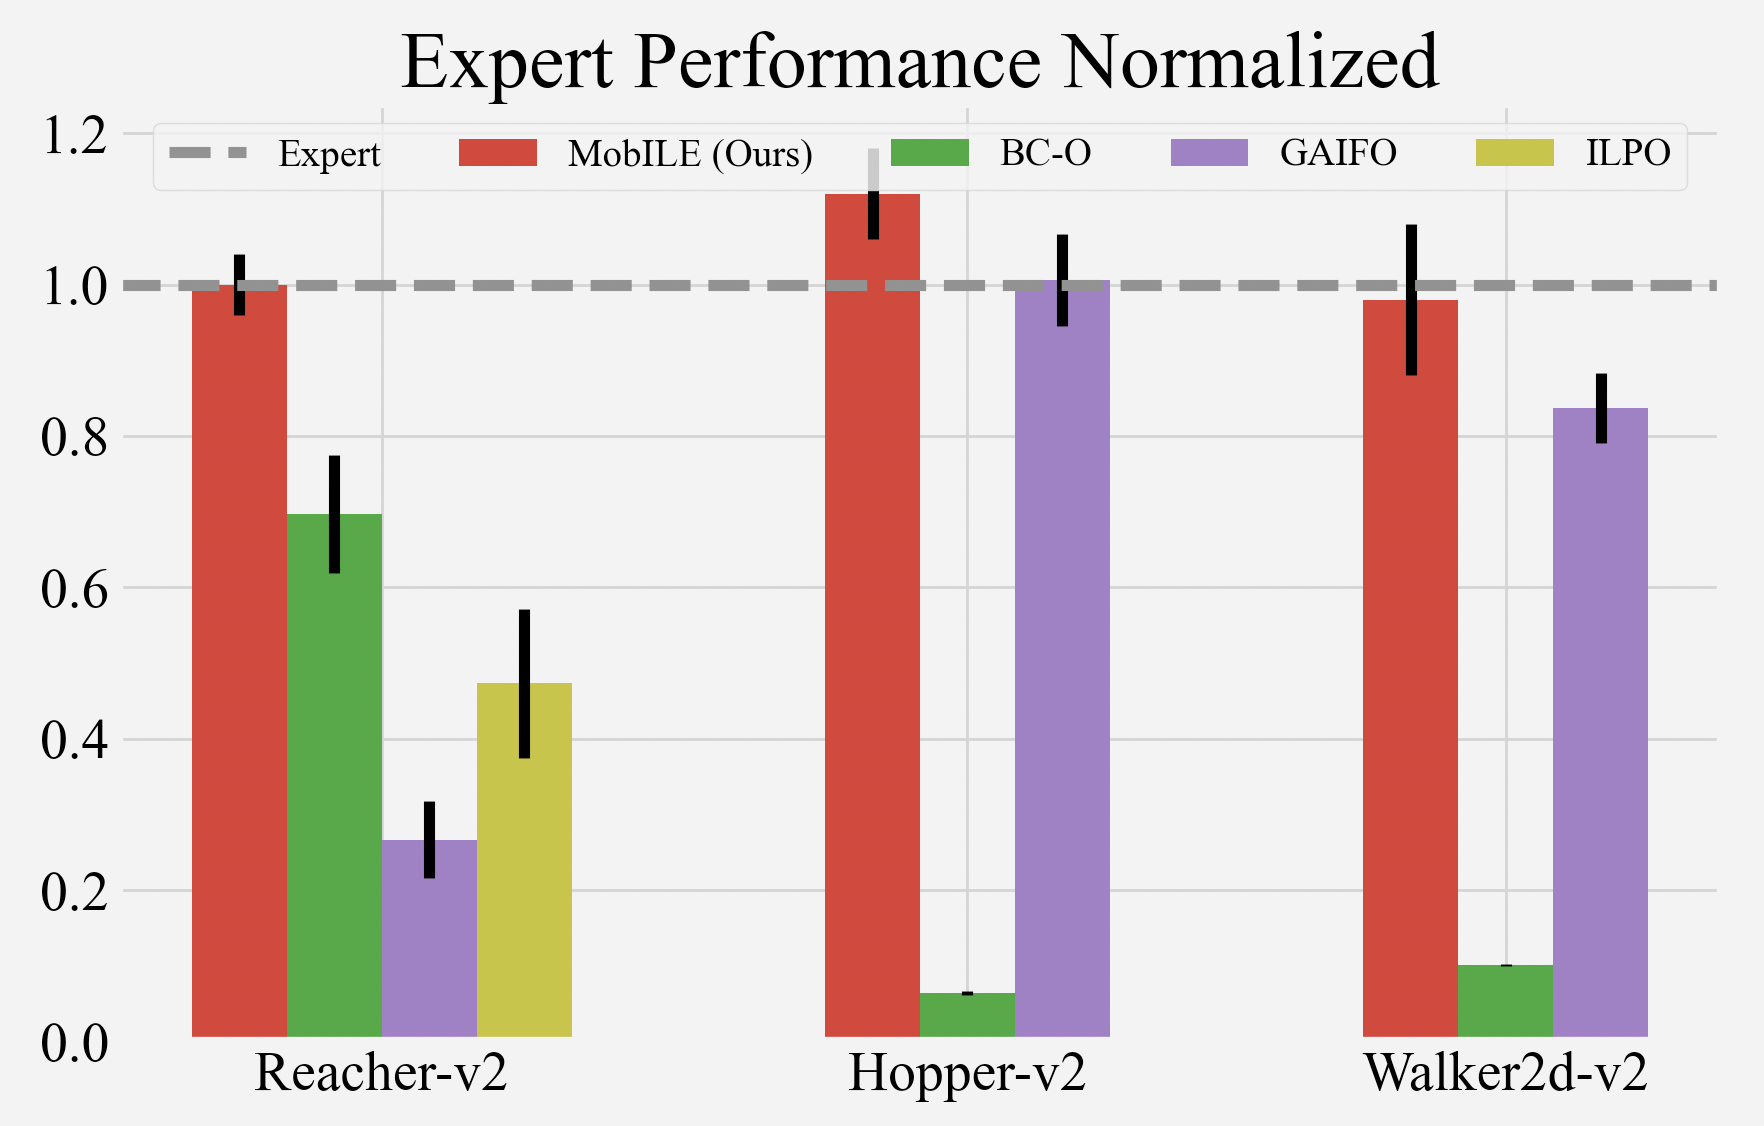 Expert Performance Normalized
Expert MobILE (Ours) BC-O GAIFO ILPO
1.2
1.0
0.8
0.6
0.4
0.2
0.0
Reacher-v2 Hopper-v2 Walker2d-v2